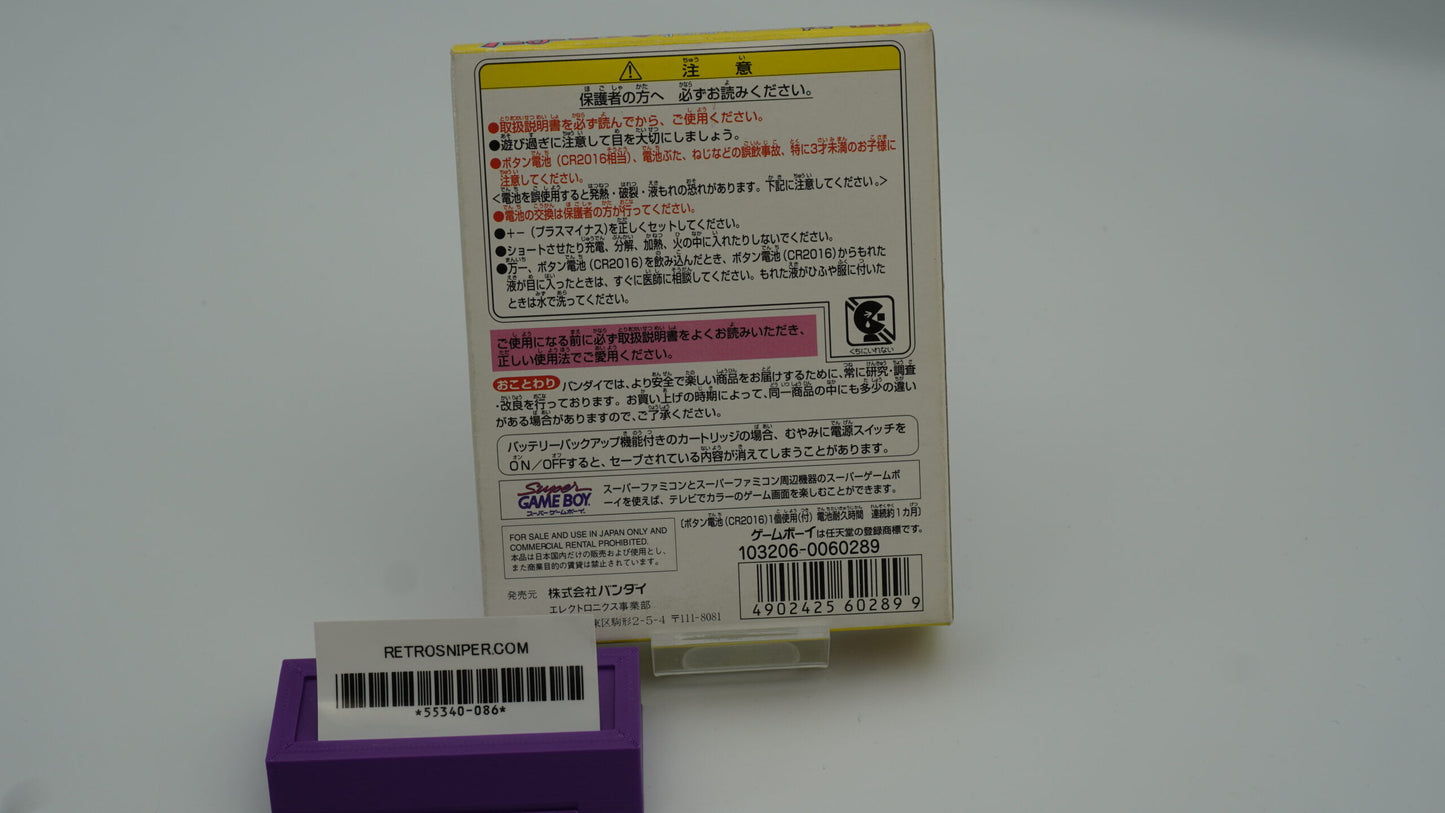 注意
保護者の方へ 必ずお読みください。
●取扱説明書を必ず読んでから、ご使用ください。
●遊び過ぎに注意して目を大切にしましょう。
●ボタン電池(CR2016相当)、電池ぶた、ねじなどの誤飲事故、特に3才未満のお子様に
注意してください。
<電池を誤使用すると発熱・破裂・液もれの恐れがあります。下記に注意してください。>
●電池の交換は保護者の方が行ってください。
●+−(プラスマイナス)を正しくセットしてください。
●ショートさせたり充電、分解、加熱、火の中に入れたりしないでください。
●万一、ボタン電池(CR2016)を飲み込んだとき、ボタン電池(CR2016)からもれた
液が目に入ったときは、すぐに医師に相談してください。もれた液がひふや服に付いた
ときは水で洗ってください。
くちにいれない
ご使用になる前に必ず取扱説明書をよくお読みいただき、
正しい使用法でご愛用ください。
おことわり バンダイでは、より安全で楽しい商品をお届けするために、常に研究・調査
・改良を行っております。お買い上げの時期によって、同一商品の中にも多少の違い
がある場合がありますので、ご了承ください。
バッテリーバックアップ機能付きのカートリッジの場合、むやみに電源スイッチを
ON/OFFすると、セーブされている内容が消えてしまうことがあります。
Super
GAME BOY
スーパーゲームボーイ
スーパーファミコンとスーパーファミコン周辺機器のスーパーゲームボ
ーイを使えば、テレビでカラーのゲーム画面を楽しむことができます。
[ボタン電池(CR2016)1個使用(付) 電池耐久時間 連続約1カ月]
ゲームボーイは任天堂の登録商標です。
FOR SALE AND USE IN JAPAN ONLY AND
COMMERCIAL RENTAL PROHIBITED.
本品は日本国内だけの販売および使用とし、
また商業目的の賃貸は禁止されています。
103206-0060289
4902425602899
発売元 株式会社バンダイ
エレクトロニクス事業部
東区駒形2-5-4 〒111-8081
RETROSNIPER.COM
*55340-086*